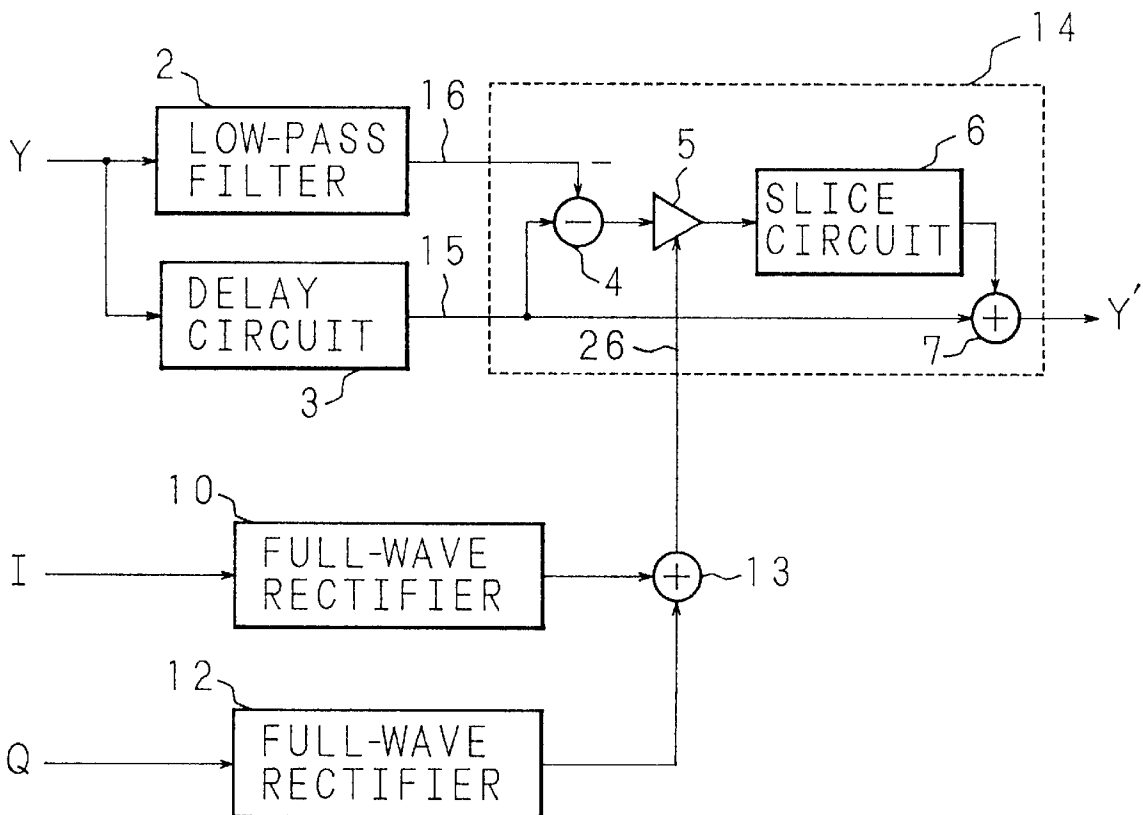 14
2
16
Y
LOW-PASS
FILTER
−
5
6
SLICE
CIRCUIT
−
4
15
DELAY
CIRCUIT
3
26
+
7
Y'
10
I
FULL-WAVE
RECTIFIER
+
13
12
Q
FULL-WAVE
RECTIFIER